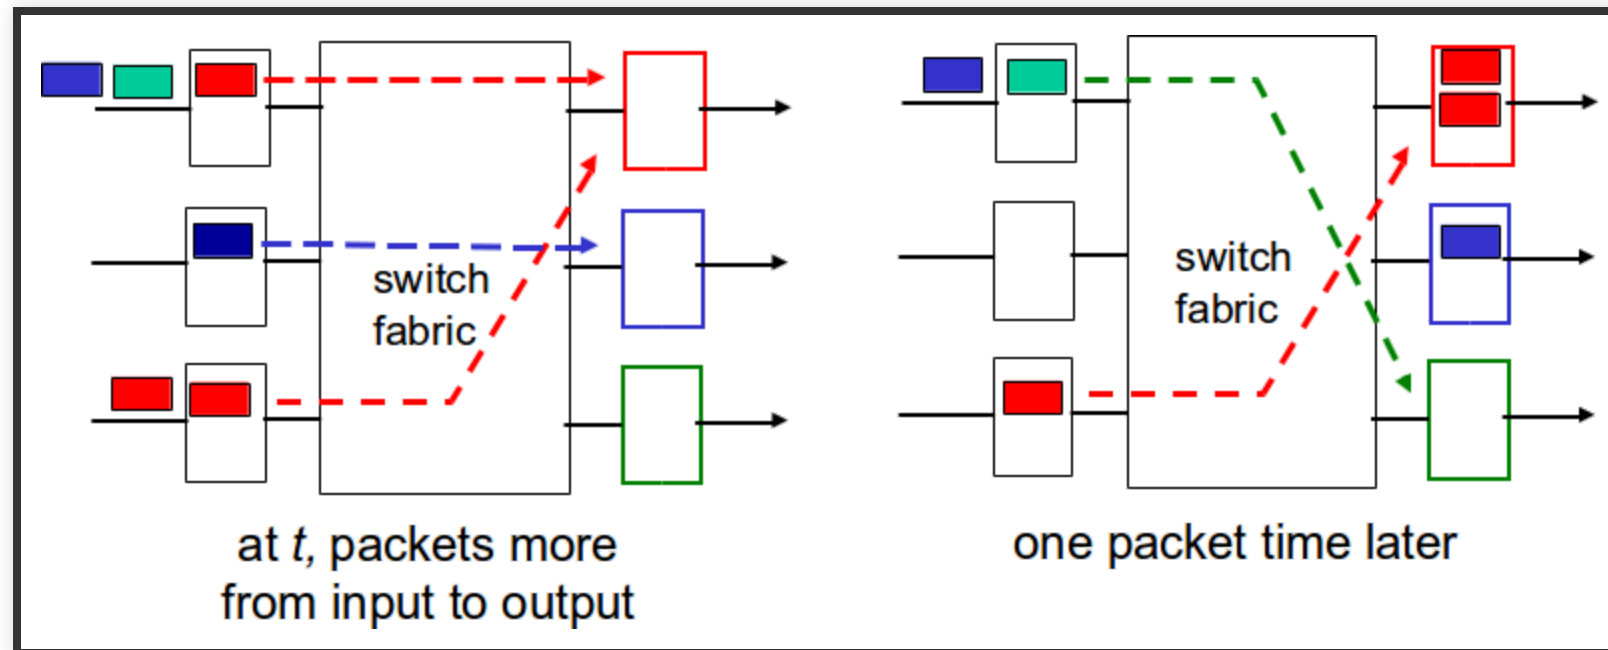 switch
fabric
at t, packets more
from input to output
switch
fabric
one packet time later